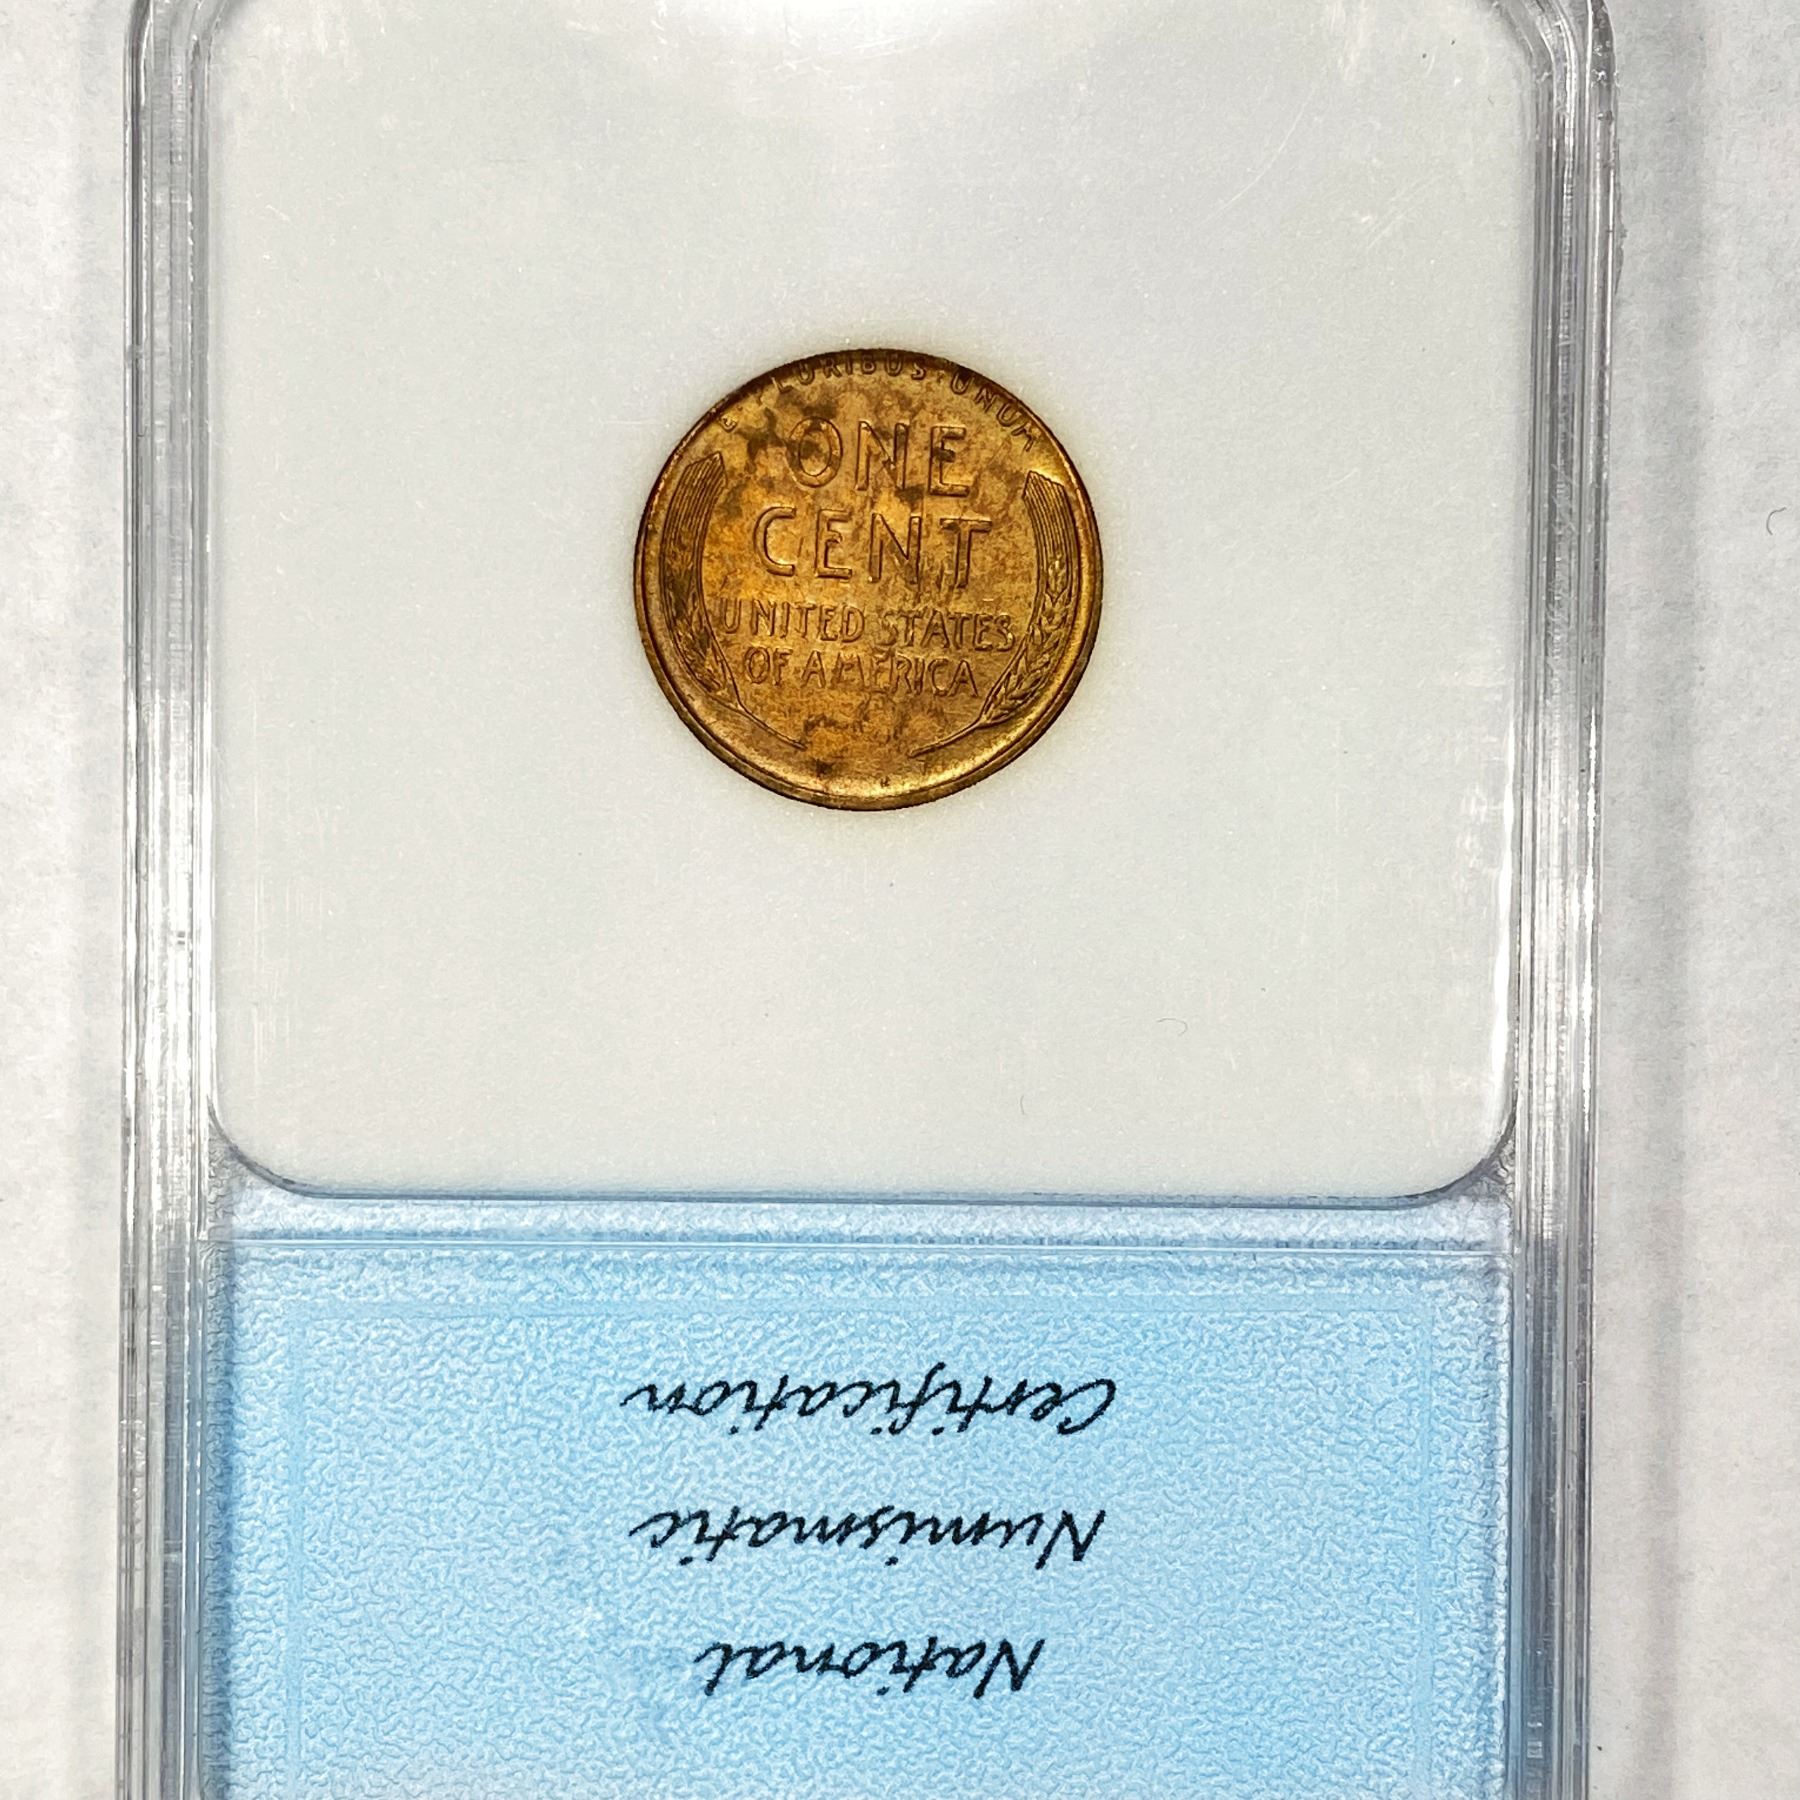 E PLURIBUS·UNUM
ONE
CENT
UNITED STATES
OF AMERICA
National
Numismatic
Certification